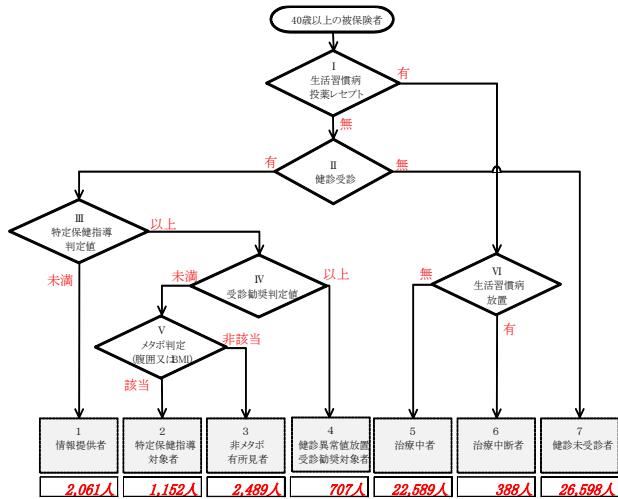 40歳以上の被保険者
Ⅰ
生活習慣病
投薬レセプト
有
無
Ⅱ
健診受診
有
無
Ⅲ
特定保健指導
判定値
以上
未満
Ⅳ
受診勧奨判定値
未満
以上
Ⅵ
生活習慣病
放置
無
有
Ⅴ
メタボ判定
(腹囲又はBMI)
非該当
該当
1
情報提供者
2
特定保健指導
対象者
3
非メタボ
有所見者
4
健診異常値放置
受診勧奨対象者
5
治療中者
6
治療中断者
7
健診未受診者
2,061人
1,152人
2,489人
707人
22,589人
388人
26,598人